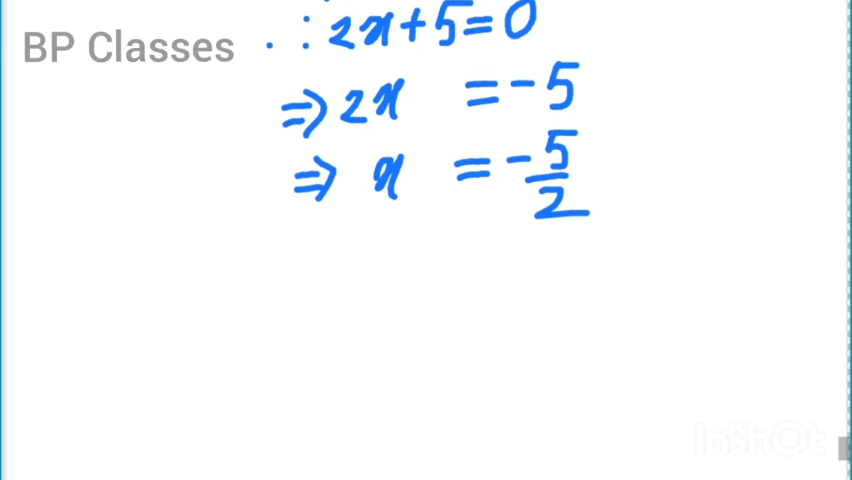 BP Classes
∴ 2x+5=0
⇒ 2x = -5
⇒ x = -5/2
InShOt